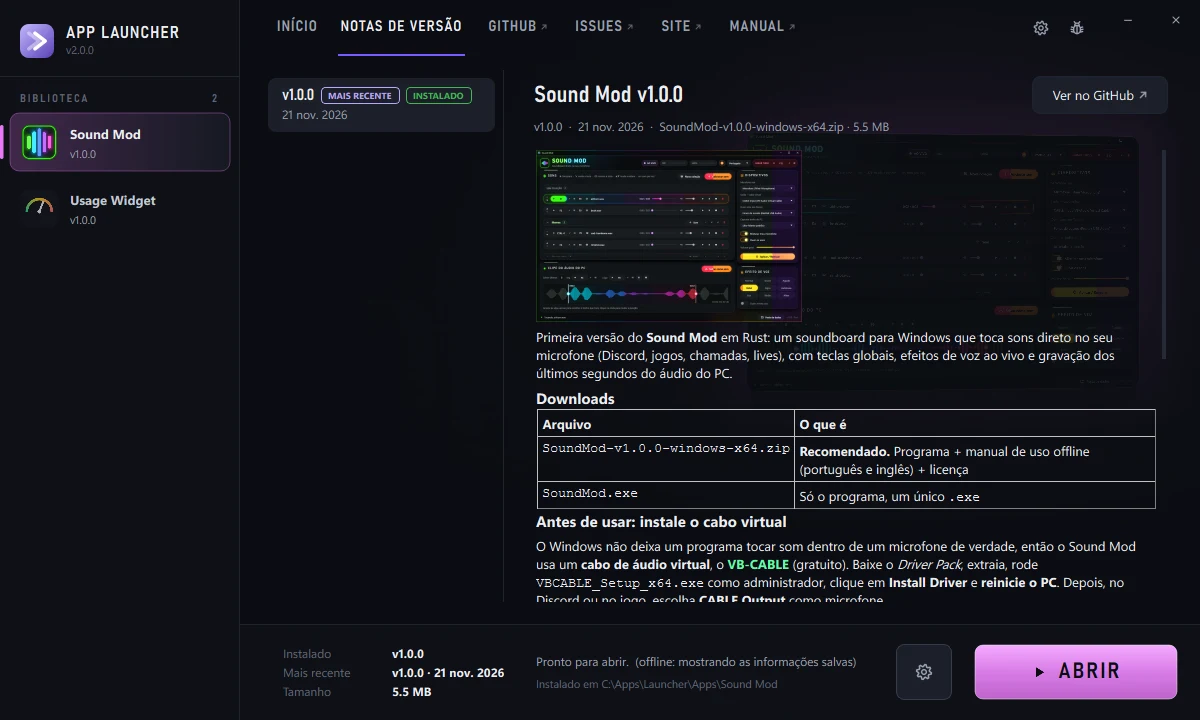 APP LAUNCHER
v2.0.0
INÍCIO
NOTAS DE VERSÃO
GITHUB ↗
ISSUES ↗
SITE ↗
MANUAL ↗
BIBLIOTECA 2
Sound Mod
v1.0.0
Usage Widget
v1.0.0
v1.0.0 MAIS RECENTE INSTALADO
21 nov. 2026
Sound Mod v1.0.0
Ver no GitHub ↗
v1.0.0 · 21 nov. 2026 · SoundMod-v1.0.0-windows-x64.zip · 5.5 MB
SOUND MOD
Primeira versão do Sound Mod em Rust: um soundboard para Windows que toca sons direto no seu
microfone (Discord, jogos, chamadas, lives), com teclas globais, efeitos de voz ao vivo e gravação dos
últimos segundos do áudio do PC.
Downloads
Arquivo O que é
SoundMod-v1.0.0-windows-x64.zip Recomendado. Programa + manual de uso offline
(português e inglês) + licença
SoundMod.exe Só o programa, um único .exe
Antes de usar: instale o cabo virtual
O Windows não deixa um programa tocar som dentro de um microfone de verdade, então o Sound Mod
usa um cabo de áudio virtual, o VB-CABLE (gratuito). Baixe o Driver Pack, extraia, rode
VBCABLE_Setup_x64.exe como administrador, clique em Install Driver e reinicie o PC. Depois, no
Discord ou no jogo, escolha CABLE Output como microfone.
Instalado v1.0.0
Mais recente v1.0.0 · 21 nov. 2026
Tamanho 5.5 MB
Pronto para abrir. (offline: mostrando as informações salvas)
Instalado em C:\Apps\Launcher\Apps\Sound Mod
ABRIR